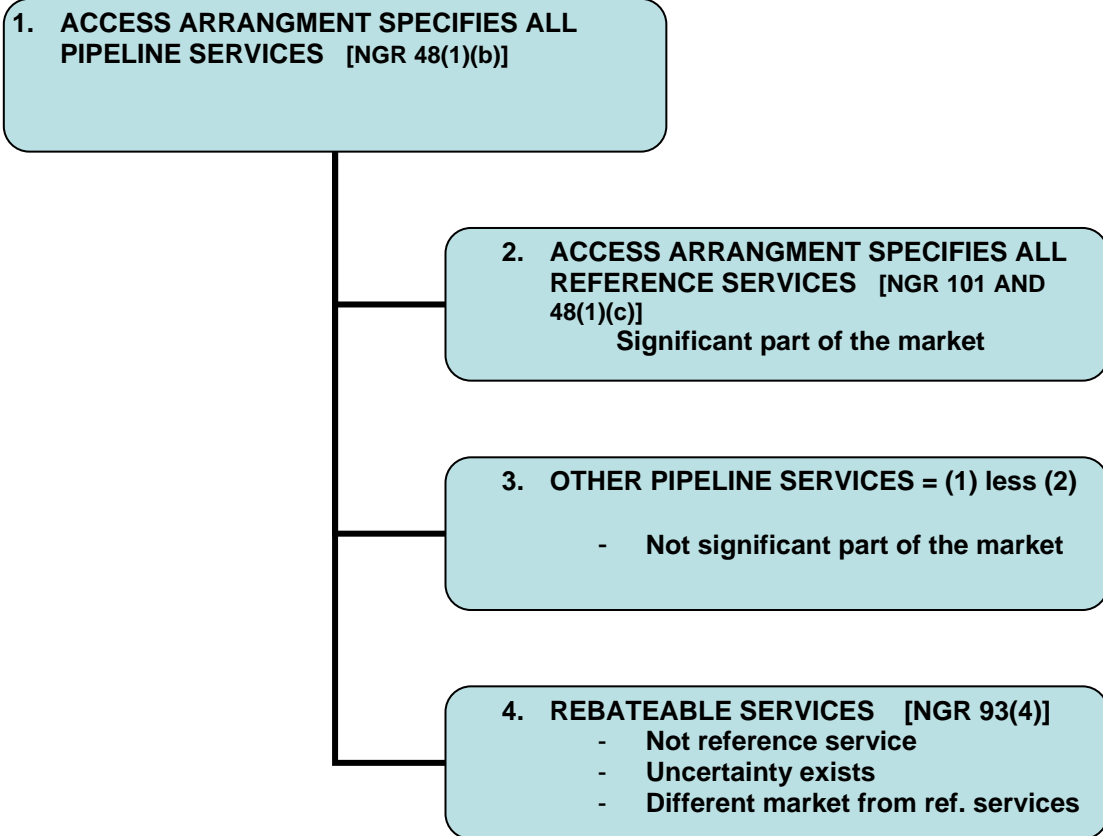 1. ACCESS ARRANGMENT SPECIFIES ALL
PIPELINE SERVICES [NGR 48(1)(b)]
2. ACCESS ARRANGMENT SPECIFIES ALL
REFERENCE SERVICES [NGR 101 AND
48(1)(c)]
Significant part of the market
3. OTHER PIPELINE SERVICES = (1) less (2)
- Not significant part of the market
4. REBATEABLE SERVICES [NGR 93(4)]
- Not reference service
- Uncertainty exists
- Different market from ref. services